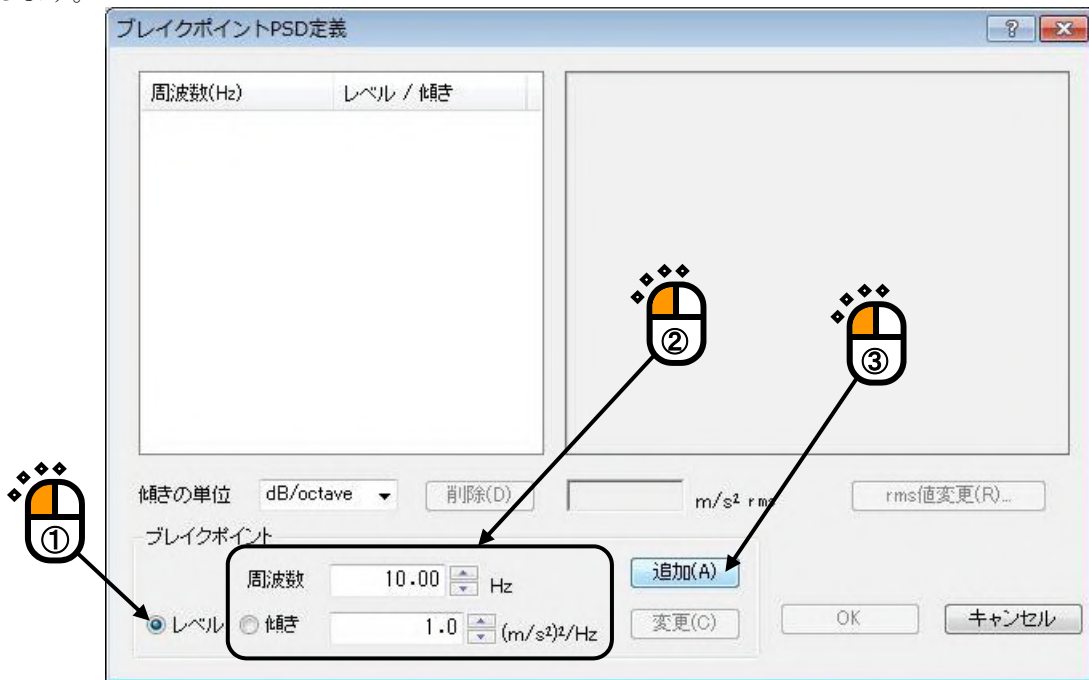 ブレイクポイントPSD定義
周波数(Hz) レベル / 傾き
②
③
①
傾きの単位 dB/octave 削除(D) m/s² rms rms値変更(R)...
ブレイクポイント
周波数 10.00 Hz 追加(A)
レベル 傾き 1.0 (m/s²)²/Hz 変更(C) OK キャンセル